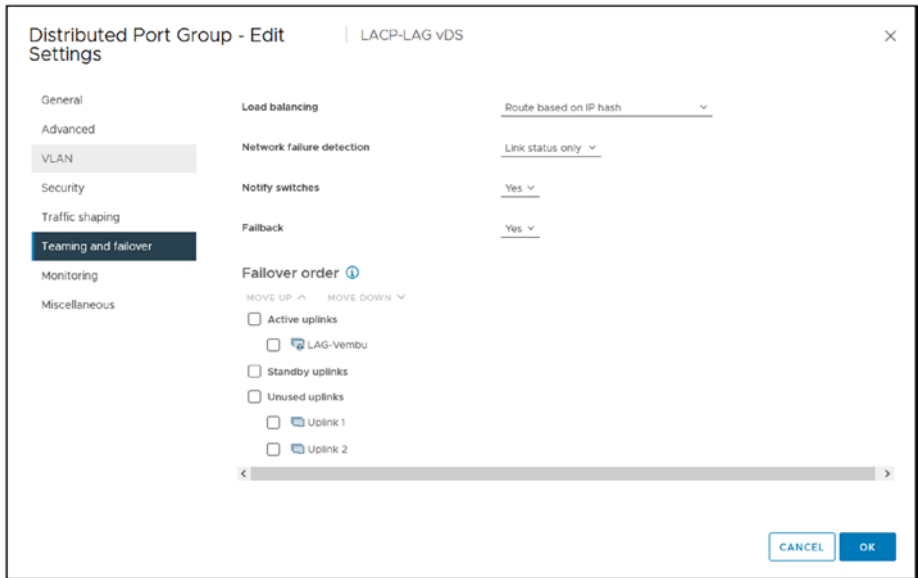 Distributed Port Group - Edit Settings
LACP-LAG vDS
General
Advanced
VLAN
Security
Traffic shaping
Teaming and failover
Monitoring
Miscellaneous
Load balancing
Route based on IP hash
Network failure detection
Link status only
Notify switches
Yes
Failback
Yes
Failover order
MOVE UP
MOVE DOWN
Active uplinks
LAG-Vembu
Standby uplinks
Unused uplinks
Uplink 1
Uplink 2
CANCEL
OK